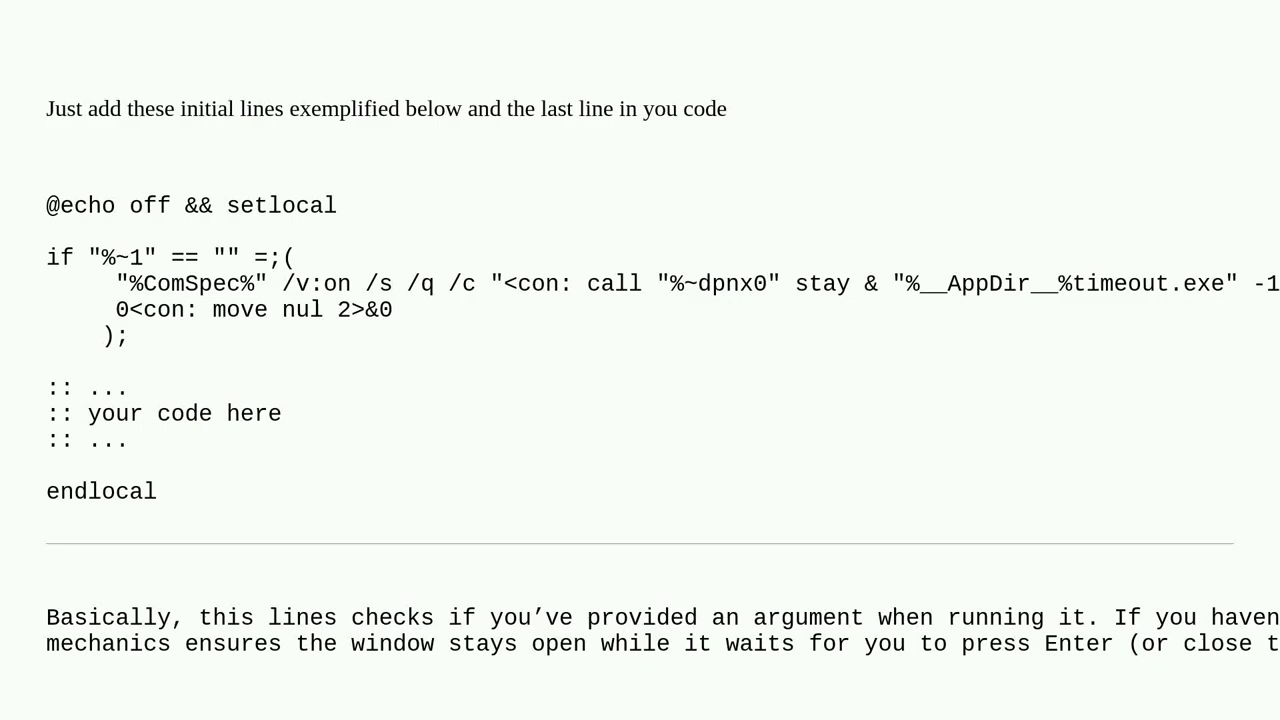 Just add these initial lines exemplified below and the last line in you code
@echo off && setlocal
if "%~1" == "" =;(
     "%ComSpec%" /v:on /s /q /c "<con: call "%~dpnx0" stay & "%__AppDir__%timeout.exe" -1
     0<con: move nul 2>&0
    );
:: ...
:: your code here
:: ...
endlocal
Basically, this lines checks if you’ve provided an argument when running it. If you haven
mechanics ensures the window stays open while it waits for you to press Enter (or close t